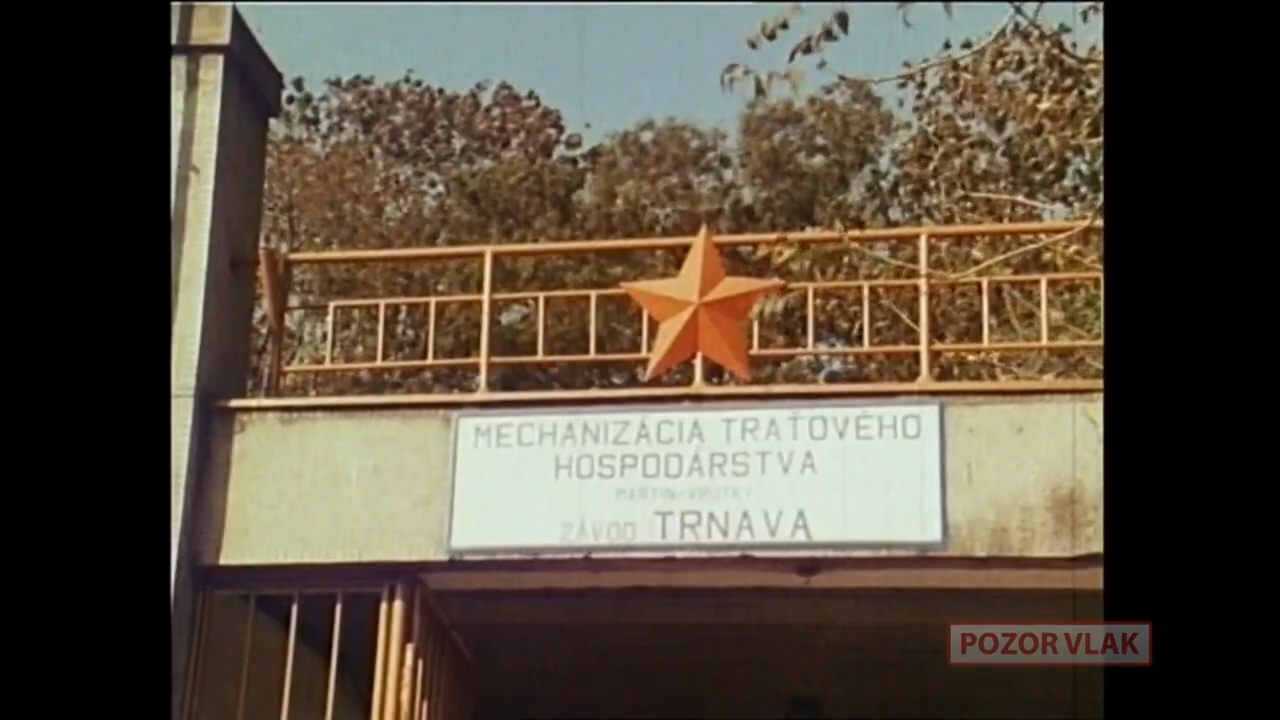 MECHANIZÁCIA TRAŤOVÉHO
HOSPODÁRSTVA
MARTIN-VRÚTKY
ZÁVOD TRNAVA
POZOR VLAK